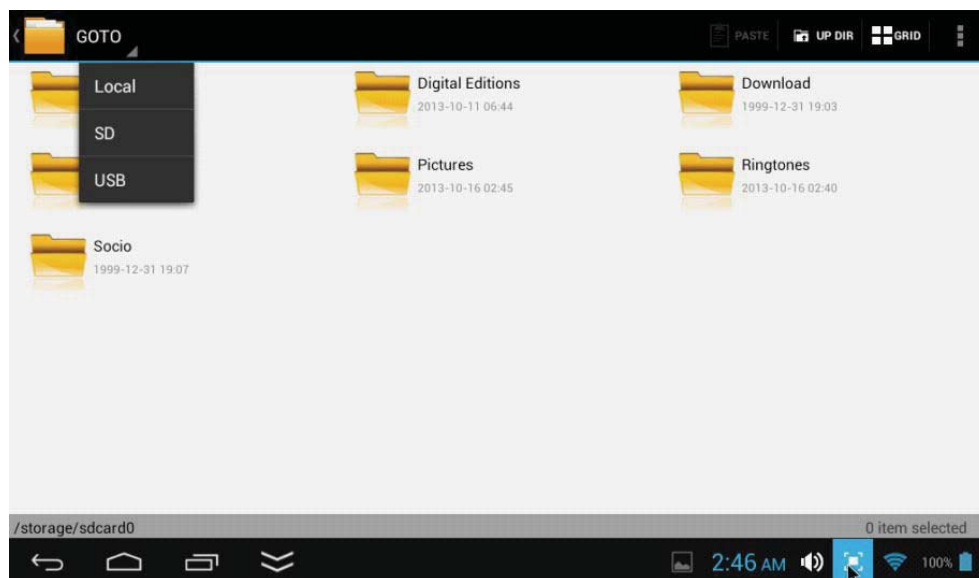 GOTO
PASTE
UP DIR
GRID
Local
SD
USB
Digital Editions
2013-10-11 06:44
Download
1999-12-31 19:03
Pictures
2013-10-16 02:45
Ringtones
2013-10-16 02:40
Socio
1999-12-31 19:07
/storage/sdcard0
0 item selected
2:46 AM
100%